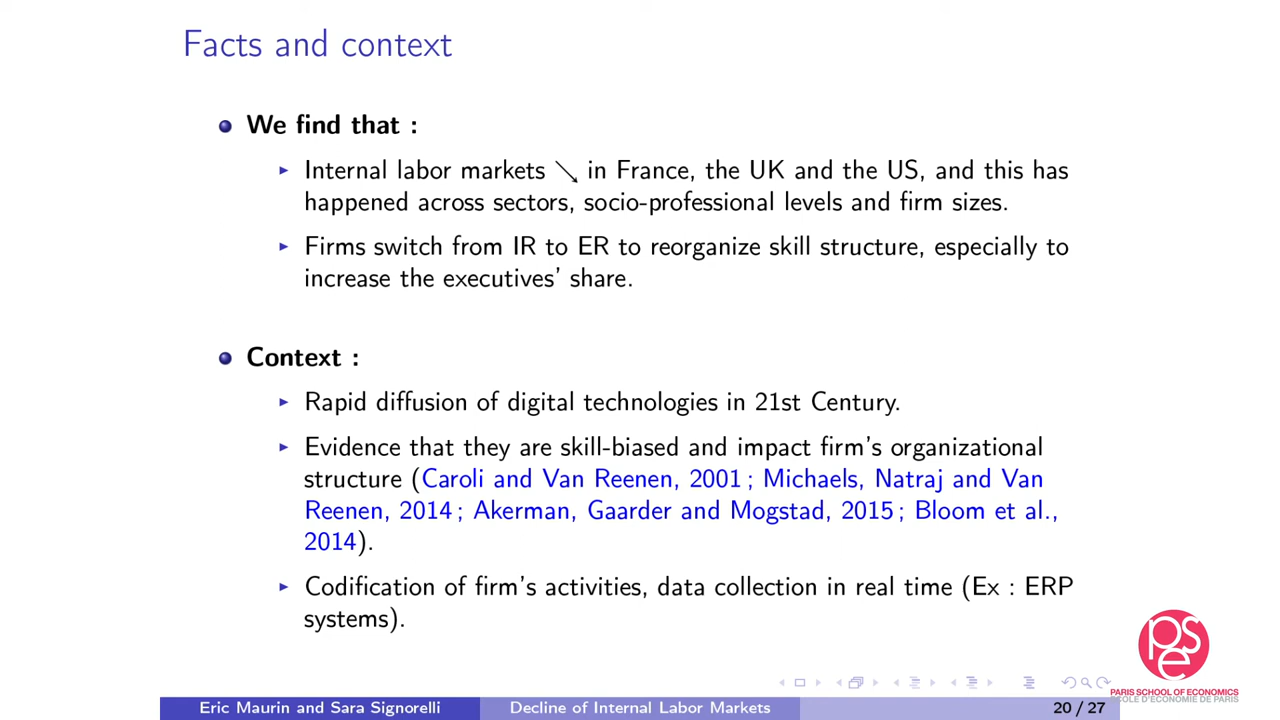 Facts and context
We find that :
Internal labor markets ↘ in France, the UK and the US, and this has
happened across sectors, socio-professional levels and firm sizes.
Firms switch from IR to ER to reorganize skill structure, especially to
increase the executives' share.
Context :
Rapid diffusion of digital technologies in 21st Century.
Evidence that they are skill-biased and impact firm's organizational
structure (Caroli and Van Reenen, 2001 ; Michaels, Natraj and Van
Reenen, 2014 ; Akerman, Gaarder and Mogstad, 2015 ; Bloom et al.,
2014).
Codification of firm's activities, data collection in real time (Ex : ERP
systems).
pse
PARIS SCHOOL OF ECONOMICS
ÉCOLE D'ÉCONOMIE DE PARIS
Eric Maurin and Sara Signorelli
Decline of Internal Labor Markets
20 / 27